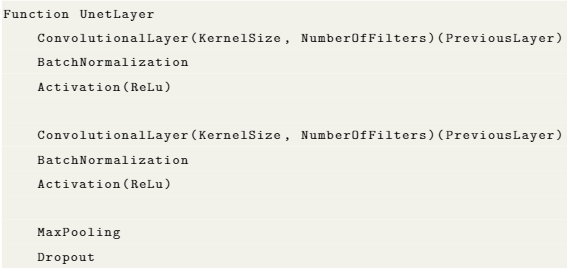 Function UnetLayer
ConvolutionalLayer(KernelSize, NumberOfFilters)(PreviousLayer)
BatchNormalization
Activation(ReLu)
ConvolutionalLayer(KernelSize, NumberOfFilters)(PreviousLayer)
BatchNormalization
Activation(ReLu)
MaxPooling
Dropout